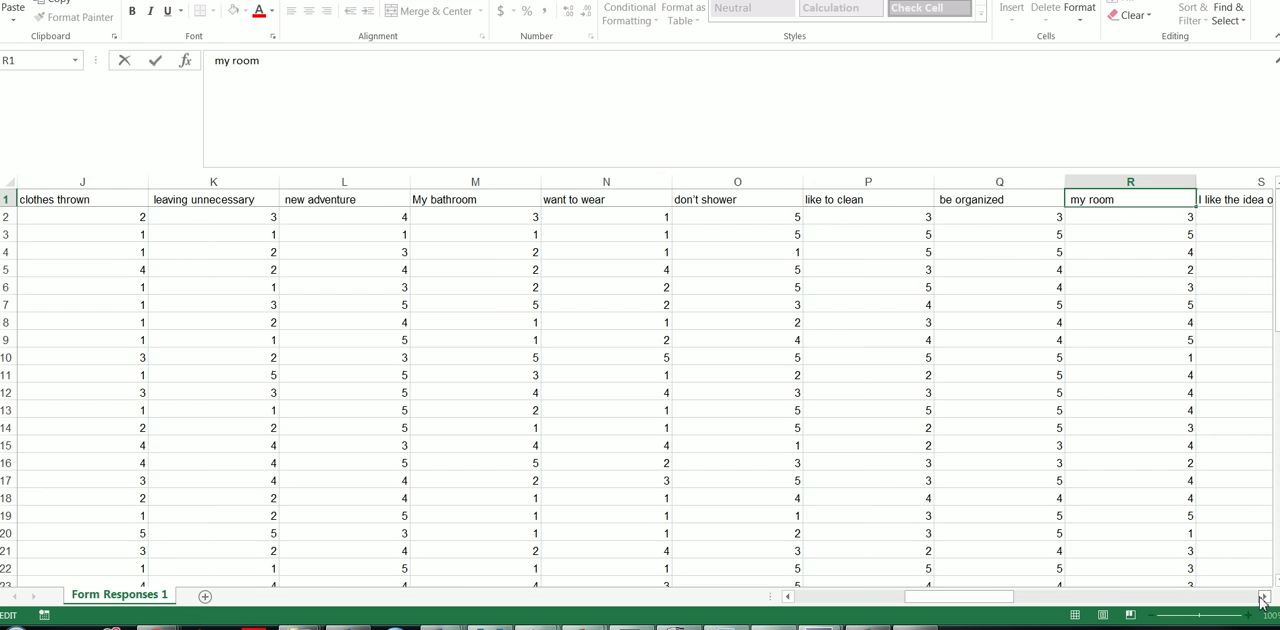 Paste Copy Format Painter
B I U A
Merge & Center
$ % , .00 .0
Conditional Formatting Format as Table
Neutral Calculation Check Cell
Insert Delete Format
Clear Sort & Filter Find & Select
Clipboard Font Alignment Number Styles Cells Editing
R1 fx my room
J K L M N O P Q R S
1 clothes thrown leaving unnecessary new adventure My bathroom want to wear don't shower like to clean be organized my room I like the idea o
2 2 3 4 3 1 5 3 3 3
3 1 1 1 1 1 5 5 5 5
4 1 2 3 2 1 1 5 5 4
5 4 2 4 2 4 5 3 4 2
6 1 1 3 2 2 5 5 4 3
7 1 3 5 5 2 3 4 5 5
8 1 2 4 1 1 2 3 4 4
9 1 1 5 1 2 4 4 4 5
10 3 2 3 5 5 5 5 5 1
11 1 5 5 3 1 2 2 5 4
12 3 3 5 4 4 3 3 5 4
13 1 1 5 2 1 5 5 5 4
14 2 2 5 1 1 5 2 5 3
15 4 4 3 4 4 1 2 3 4
16 4 4 5 5 2 3 3 3 2
17 3 4 4 2 3 5 3 5 4
18 2 2 4 1 1 4 4 4 4
19 1 2 5 1 1 1 3 5 5
20 5 5 3 1 1 2 3 5 1
21 3 2 4 2 4 3 2 4 3
22 1 1 5 1 1 5 5 5 3
23 4 4 4 4 3 5 4 4 3
Form Responses 1
EDIT 100